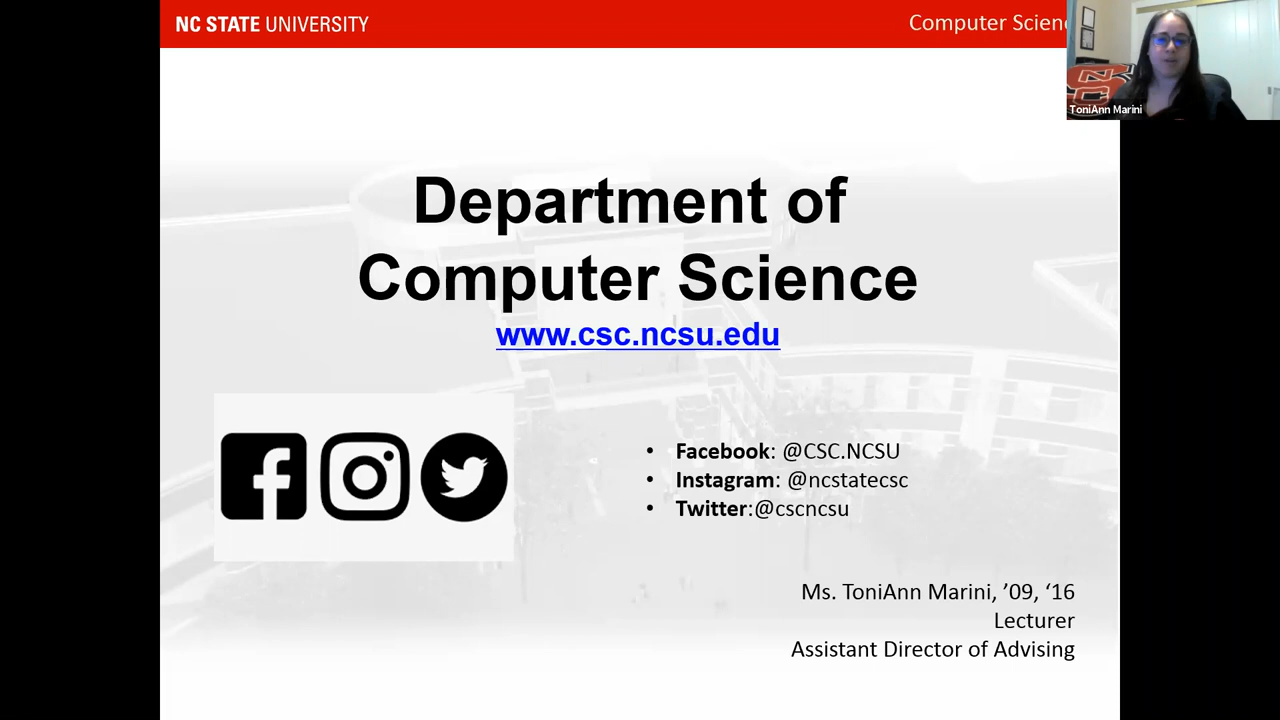 NC STATE UNIVERSITY
Computer Scienc
ToniAnn Marini
Department of
Computer Science
www.csc.ncsu.edu
• Facebook: @CSC.NCSU
• Instagram: @ncstatecsc
• Twitter:@cscncsu
Ms. ToniAnn Marini, ’09, ‘16
Lecturer
Assistant Director of Advising